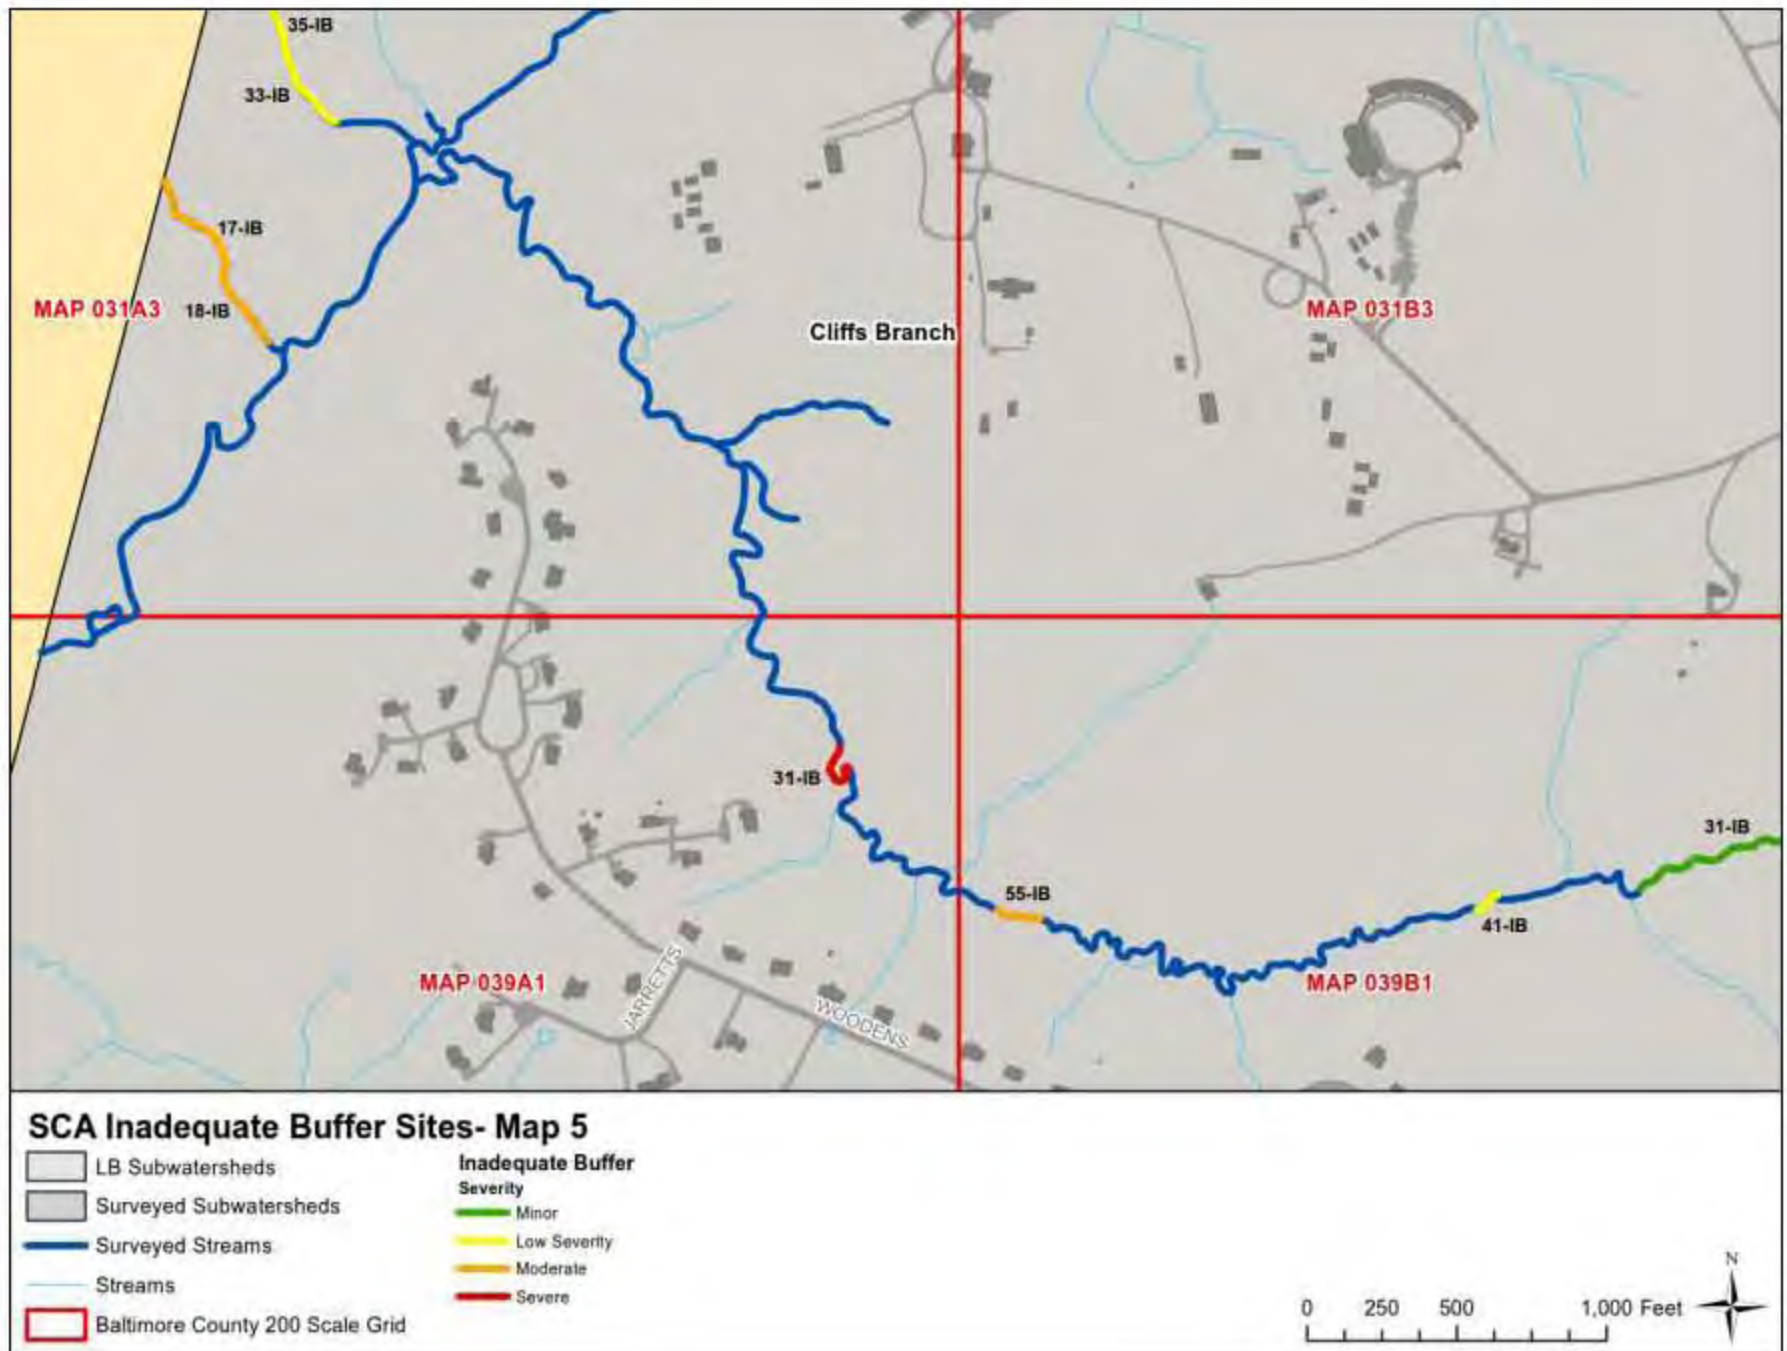 35-IB
33-IB
17-IB
MAP 031A3
18-IB
MAP 031B3
Cliffs Branch
31-IB
31-IB
55-IB
41-IB
MAP 039A1
JARRETTS
MAP 039B1
WOODENS
SCA Inadequate Buffer Sites- Map 5
LB Subwatersheds
Surveyed Subwatersheds
Surveyed Streams
Streams
Baltimore County 200 Scale Grid
Inadequate Buffer
Severity
Minor
Low Severity
Moderate
Severe
N
0 250 500 1,000 Feet